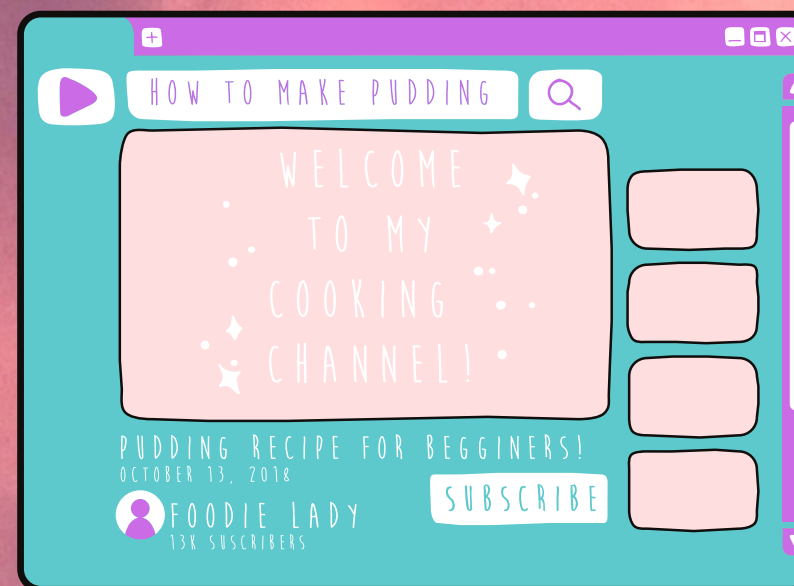 HOW TO MAKE PUDDING
WELCOME
TO MY
COOKING
CHANNEL!
PUDDING RECIPE FOR BEGGINERS!
OCTOBER 13, 2018
SUBSCRIBE
FOODIE LADY
13K SUSCRIBERS